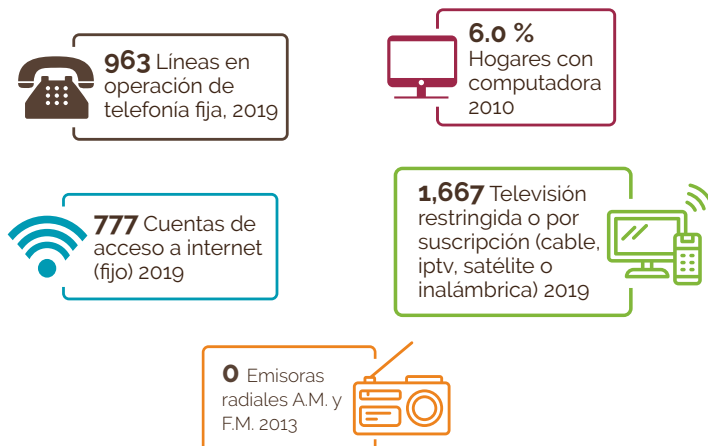 963 Líneas en
operación de
telefonía fija, 2019
6.0 %
Hogares con
computadora
2010
777 Cuentas de
acceso a internet
(fijo) 2019
1,667 Televisión
restringida o por
suscripción (cable,
iptv, satélite o
inalámbrica) 2019
0 Emisoras
radiales A.M. y
F.M. 2013